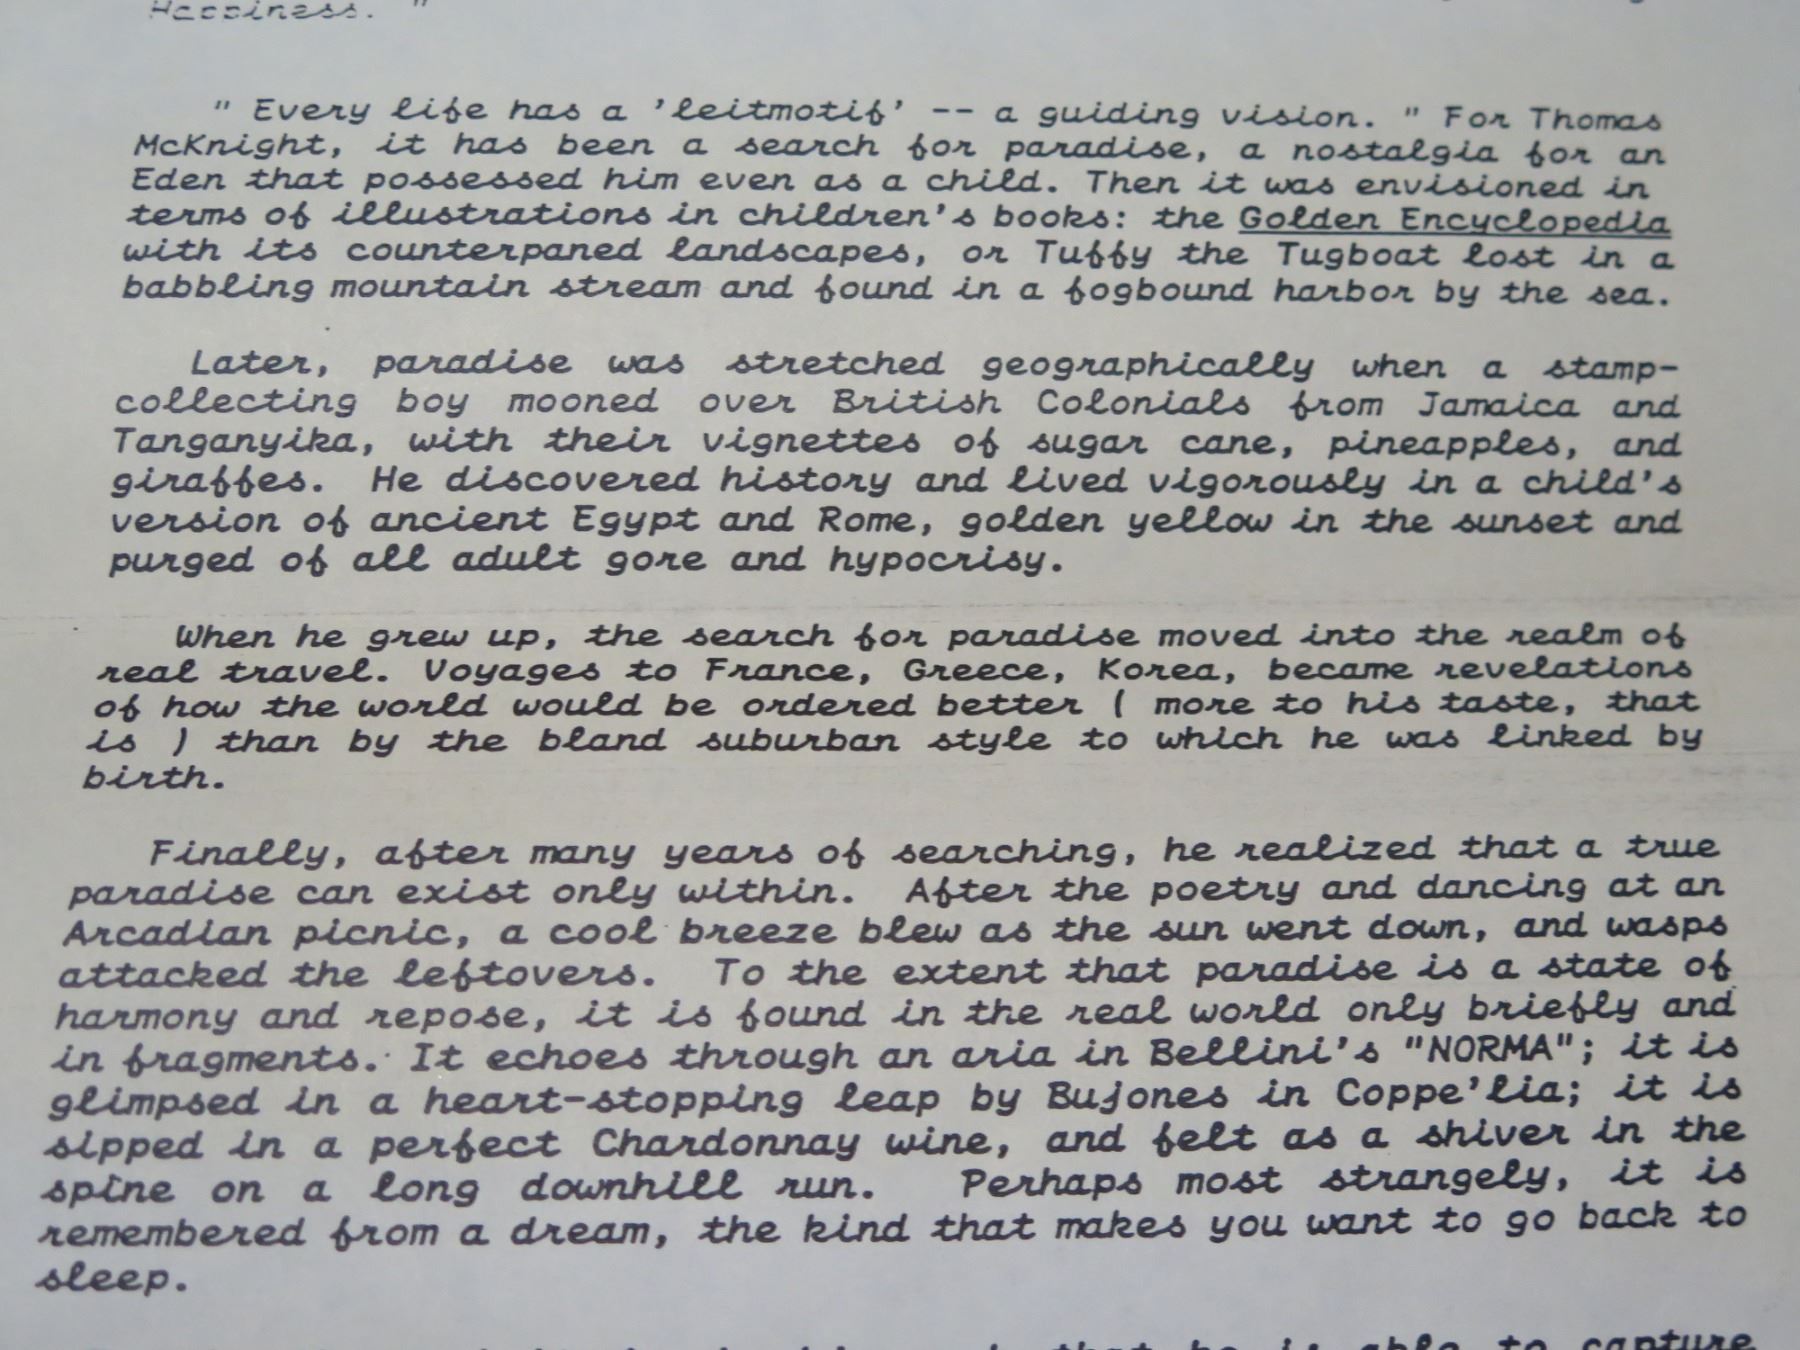 Happiness. "
" Every life has a 'leitmotif' -- a guiding vision. " For Thomas
McKnight, it has been a search for paradise, a nostalgia for an
Eden that possessed him even as a child. Then it was envisioned in
terms of illustrations in children's books: the Golden Encyclopedia
with its counterpaned landscapes, or Tuffy the Tugboat lost in a
babbling mountain stream and found in a fogbound harbor by the sea.
Later, paradise was stretched geographically when a stamp-
collecting boy mooned over British Colonials from Jamaica and
Tanganyika, with their vignettes of sugar cane, pineapples, and
giraffes. He discovered history and lived vigorously in a child's
version of ancient Egypt and Rome, golden yellow in the sunset and
purged of all adult gore and hypocrisy.
When he grew up, the search for paradise moved into the realm of
real travel. Voyages to France, Greece, Korea, became revelations
of how the world would be ordered better ( more to his taste, that
is ) than by the bland suburban style to which he was linked by
birth.
Finally, after many years of searching, he realized that a true
paradise can exist only within. After the poetry and dancing at an
Arcadian picnic, a cool breeze blew as the sun went down, and wasps
attacked the leftovers. To the extent that paradise is a state of
harmony and repose, it is found in the real world only briefly and
in fragments. It echoes through an aria in Bellini's "NORMA"; it is
glimpsed in a heart-stopping leap by Bujones in Coppe'lia; it is
sipped in a perfect Chardonnay wine, and felt as a shiver in the
spine on a long downhill run. Perhaps most strangely, it is
remembered from a dream, the kind that makes you want to go back to
sleep.
that he is able to capture